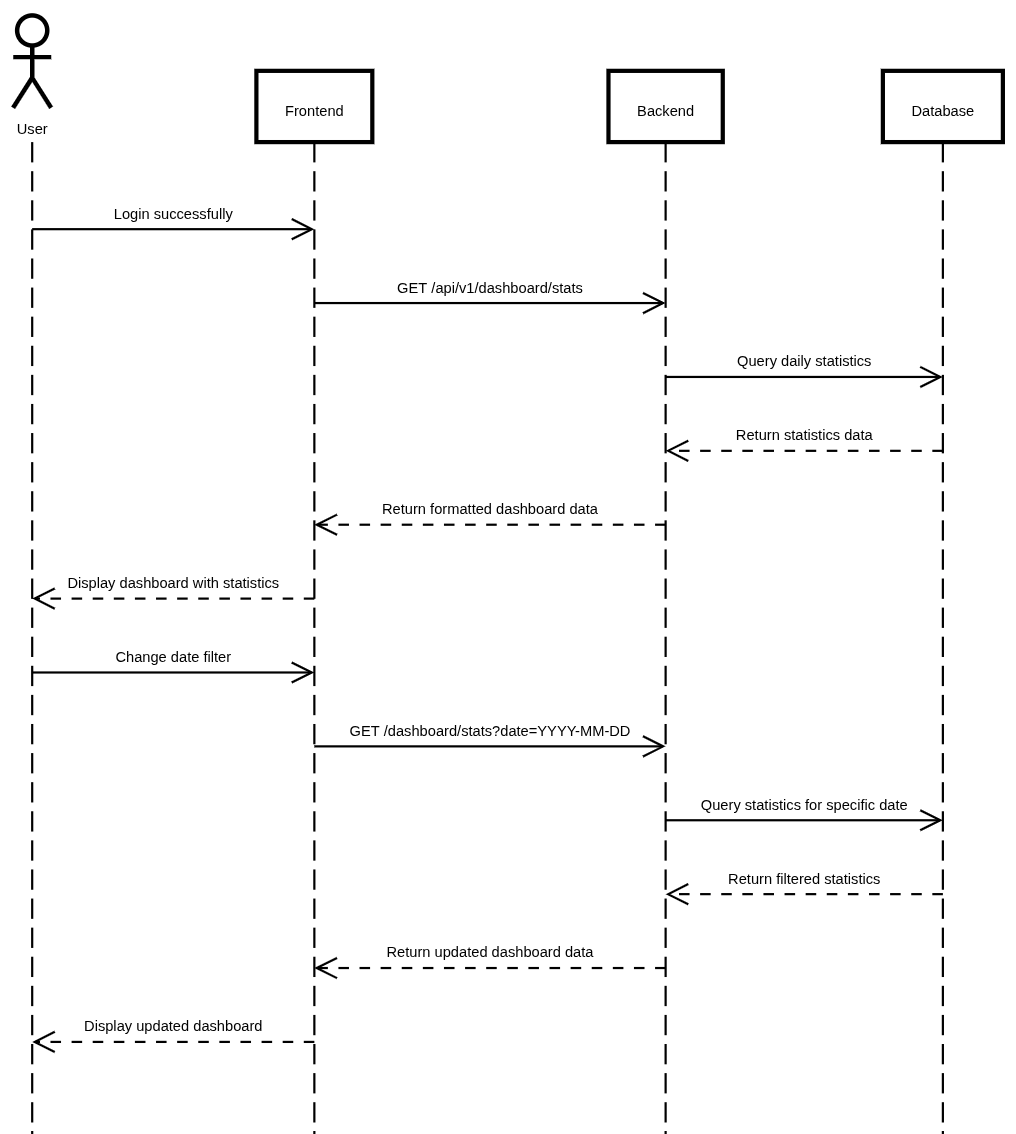 User
Frontend
Backend
Database
Login successfully
GET /api/v1/dashboard/stats
Query daily statistics
Return statistics data
Return formatted dashboard data
Display dashboard with statistics
Change date filter
GET /dashboard/stats?date=YYYY-MM-DD
Query statistics for specific date
Return filtered statistics
Return updated dashboard data
Display updated dashboard